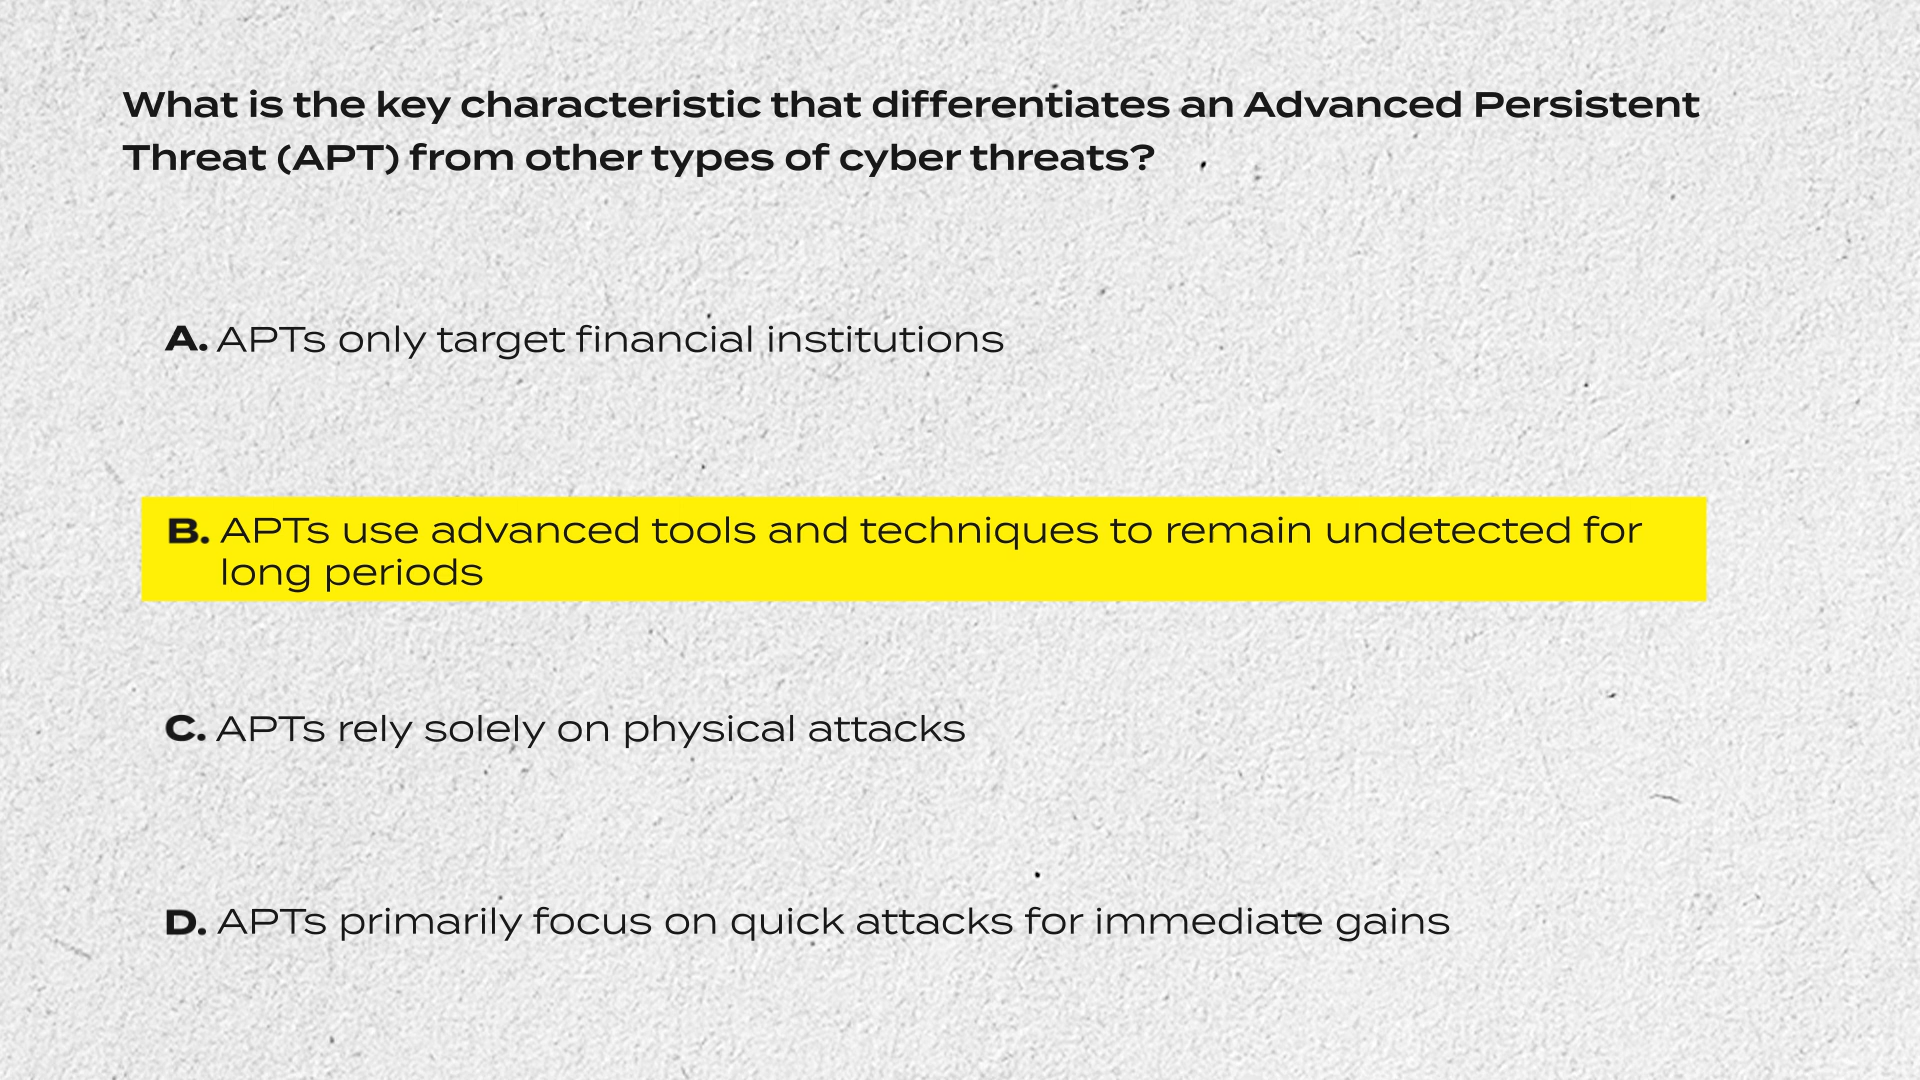 What is the key characteristic that differentiates an Advanced Persistent
Threat (APT) from other types of cyber threats?
A. APTs only target financial institutions
B. APTs use advanced tools and techniques to remain undetected for
long periods
C. APTs rely solely on physical attacks
D. APTs primarily focus on quick attacks for immediate gains